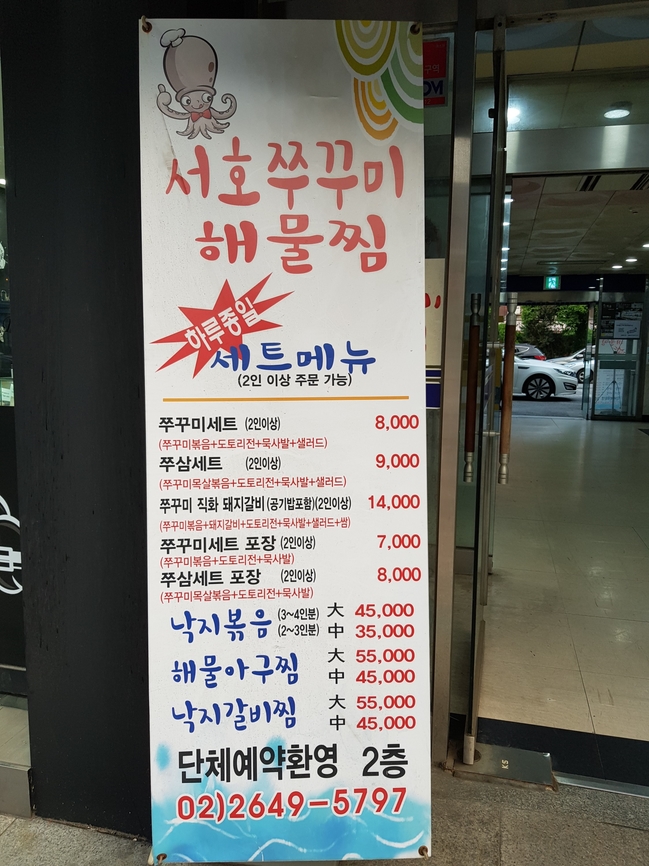 서호쭈꾸미
해물찜
하루종일
세트메뉴
(2인 이상 주문 가능)
쭈꾸미세트 (2인이상) 8,000
(쭈꾸미볶음+도토리전+묵사발+샐러드)
쭈삼세트 (2인이상) 9,000
(쭈꾸미목살볶음+도토리전+묵사발+샐러드)
쭈꾸미 직화 돼지갈비(공기밥포함)(2인이상) 14,000
(쭈꾸미볶음+돼지갈비+도토리전+묵사발+샐러드+쌈)
쭈꾸미세트 포장 (2인이상) 7,000
(쭈꾸미볶음+도토리전+묵사발)
쭈삼세트 포장 (2인이상) 8,000
(쭈꾸미목살볶음+도토리전+묵사발)
낙지볶음 (3~4인분) 大 45,000
(2~3인분) 中 35,000
해물아구찜 大 55,000
中 45,000
낙지갈비찜 大 55,000
中 45,000
단체예약환영 2층
02)2649-5797